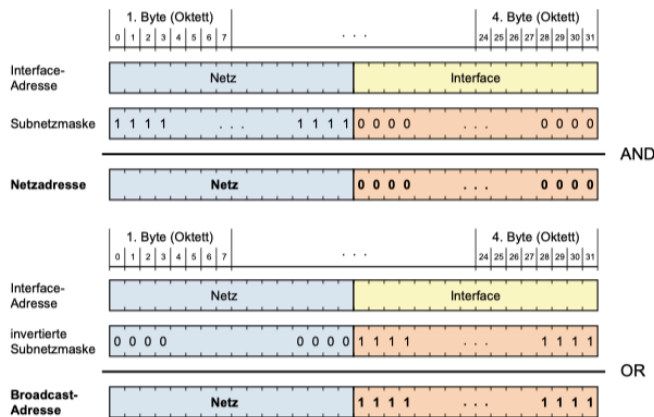 1. Byte (Oktett) 4. Byte (Oktett)
0 1 2 3 4 5 6 7 . . . 24 25 26 27 28 29 30 31
Interface-
Adresse
Netz Interface
Subnetzmaske 1 1 1 1 . . . 1 1 1 1 0 0 0 0 . . . 0 0 0 0
AND
Netzadresse Netz 0 0 0 0 . . . 0 0 0 0
1. Byte (Oktett) 4. Byte (Oktett)
0 1 2 3 4 5 6 7 . . . 24 25 26 27 28 29 30 31
Interface-
Adresse
Netz Interface
invertierte
Subnetzmaske
0 0 0 0 0 0 0 0 1 1 1 1 . . . 1 1 1 1
OR
Broadcast-
Adresse
Netz 1 1 1 1 . . . 1 1 1 1